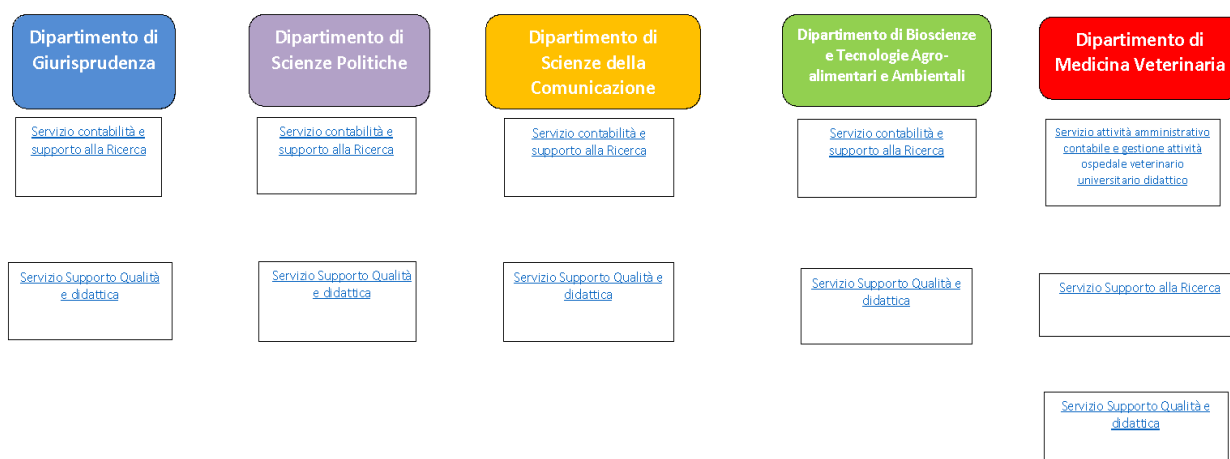 Dipartimento di
Giurisprudenza
Dipartimento di
Scienze Politiche
Dipartimento di
Scienze della
Comunicazione
Dipartimento di Bioscienze
e Tecnologie Agro-
alimentari e Ambientali
Dipartimento di
Medicina Veterinaria
Servizio contabilità e
supporto alla Ricerca
Servizio contabilità e
supporto alla Ricerca
Servizio contabilità e
supporto alla Ricerca
Servizio contabilità e
supporto alla Ricerca
Servizio attività amministrativo
contabile e gestione attività
ospedale veterinario
universitario didattico
Servizio Supporto Qualità
e didattica
Servizio Supporto Qualità
e didattica
Servizio Supporto Qualità e
didattica
Servizio Supporto Qualità e
didattica
Servizio Supporto alla Ricerca
Servizio Supporto Qualità e
didattica